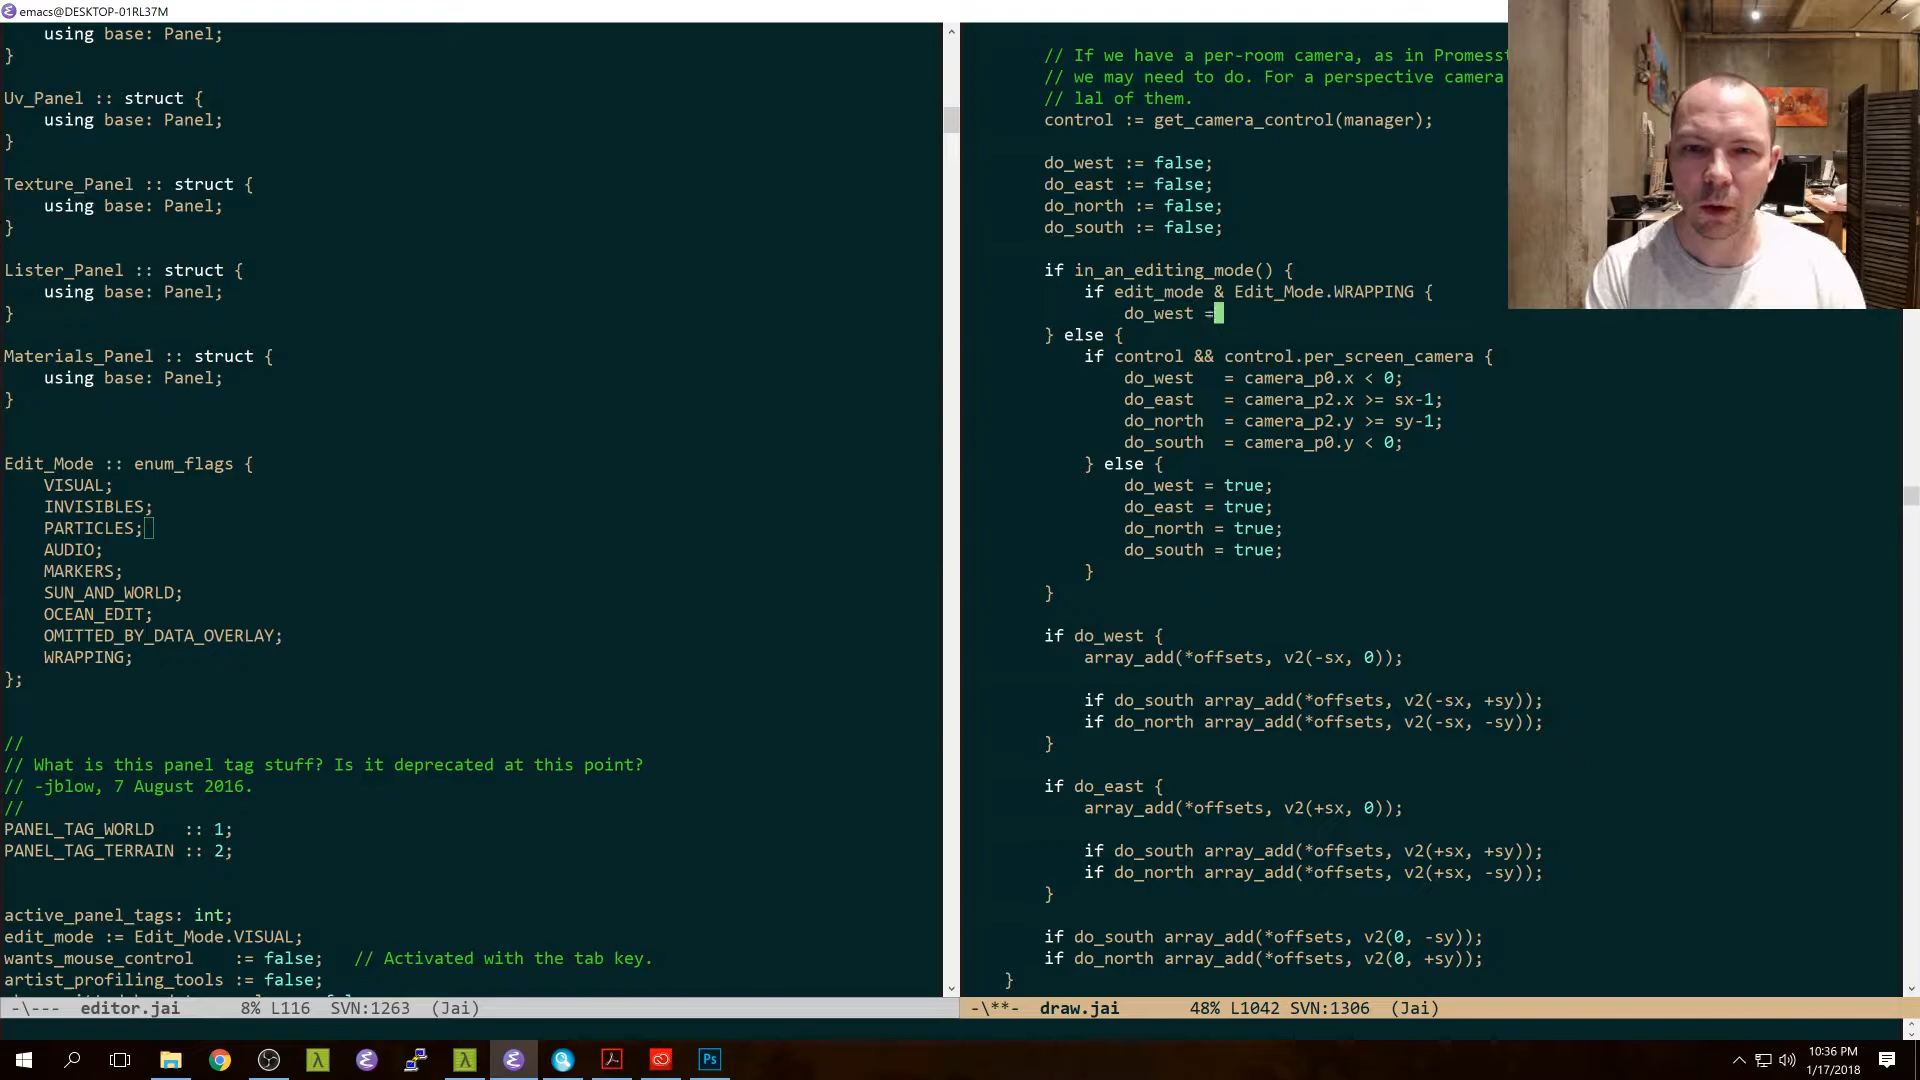 emacs@DESKTOP-01RL37M
using base: Panel;
}
Uv_Panel :: struct {
using base: Panel;
}
Texture_Panel :: struct {
using base: Panel;
}
Lister_Panel :: struct {
using base: Panel;
}
Materials_Panel :: struct {
using base: Panel;
}
Edit_Mode :: enum_flags {
VISUAL;
INVISIBLES;
PARTICLES;
AUDIO;
MARKERS;
SUN_AND_WORLD;
OCEAN_EDIT;
OMITTED_BY_DATA_OVERLAY;
WRAPPING;
};
//
// What is this panel tag stuff? Is it deprecated at this point?
// -jblow, 7 August 2016.
//
PANEL_TAG_WORLD :: 1;
PANEL_TAG_TERRAIN :: 2;
active_panel_tags: int;
edit_mode := Edit_Mode.VISUAL;
wants_mouse_control := false; // Activated with the tab key.
artist_profiling_tools := false;
-\--- editor.jai 8% L116 SVN:1263 (Jai)
// If we have a per-room camera, as in Promesst
// we may need to do. For a perspective camera
// lal of them.
control := get_camera_control(manager);
do_west := false;
do_east := false;
do_north := false;
do_south := false;
if in_an_editing_mode() {
if edit_mode & Edit_Mode.WRAPPING {
do_west =
} else {
if control && control.per_screen_camera {
do_west = camera_p0.x < 0;
do_east = camera_p2.x >= sx-1;
do_north = camera_p2.y >= sy-1;
do_south = camera_p0.y < 0;
} else {
do_west = true;
do_east = true;
do_north = true;
do_south = true;
}
}
if do_west {
array_add(*offsets, v2(-sx, 0));
if do_south array_add(*offsets, v2(-sx, +sy));
if do_north array_add(*offsets, v2(-sx, -sy));
}
if do_east {
array_add(*offsets, v2(+sx, 0));
if do_south array_add(*offsets, v2(+sx, +sy));
if do_north array_add(*offsets, v2(+sx, -sy));
}
if do_south array_add(*offsets, v2(0, -sy));
if do_north array_add(*offsets, v2(0, +sy));
}
-\**- draw.jai 48% L1042 SVN:1306 (Jai)
Ps
10:36 PM
1/17/2018